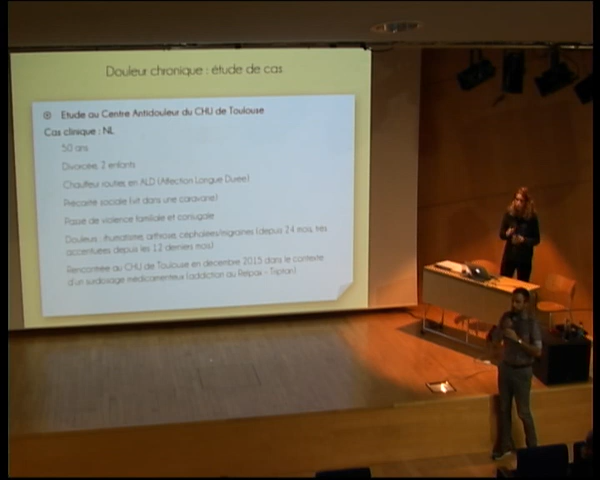 Douleur chronique : étude de cas
Etude au Centre Antidouleur du CHU de Toulouse
Cas clinique : NL
50 ans
Divorcée, 2 enfants
Chauffeur routier en ALD (Affection Longue Durée)
Précarité sociale (vit dans une caravane)
Passé de violence familiale et conjugale
Douleurs : rhumatisme, arthrose, céphalées/migraines (depuis 24 mois, très
accentuées depuis les 12 derniers mois)
Rencontrée au CHU de Toulouse en décembre 2015 dans le contexte
d'un surdosage médicamenteux (addiction au Relpax - Triptan)